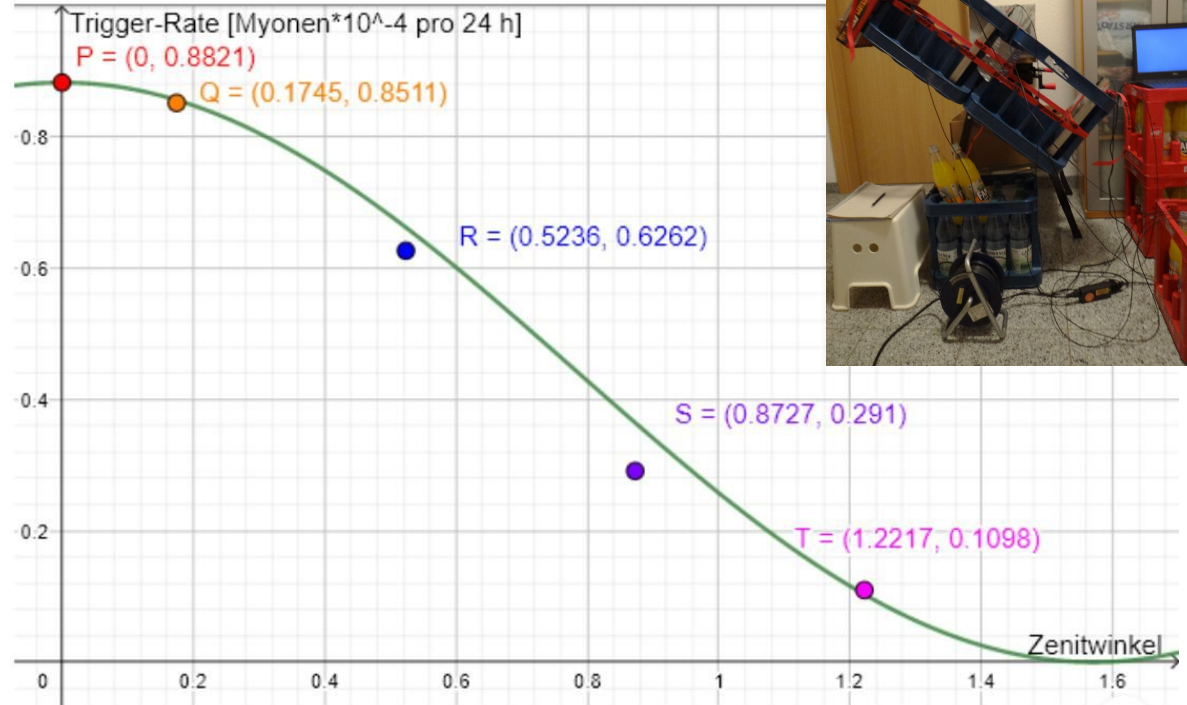 Trigger-Rate [Myonen*10^-4 pro 24 h]
P = (0, 0.8821)
Q = (0.1745, 0.8511)
0.8
R = (0.5236, 0.6262)
0.6
0.4
S = (0.8727, 0.291)
0.2
T = (1.2217, 0.1098)
Zenitwinkel
0 0.2 0.4 0.6 0.8 1 1.2 1.4 1.6